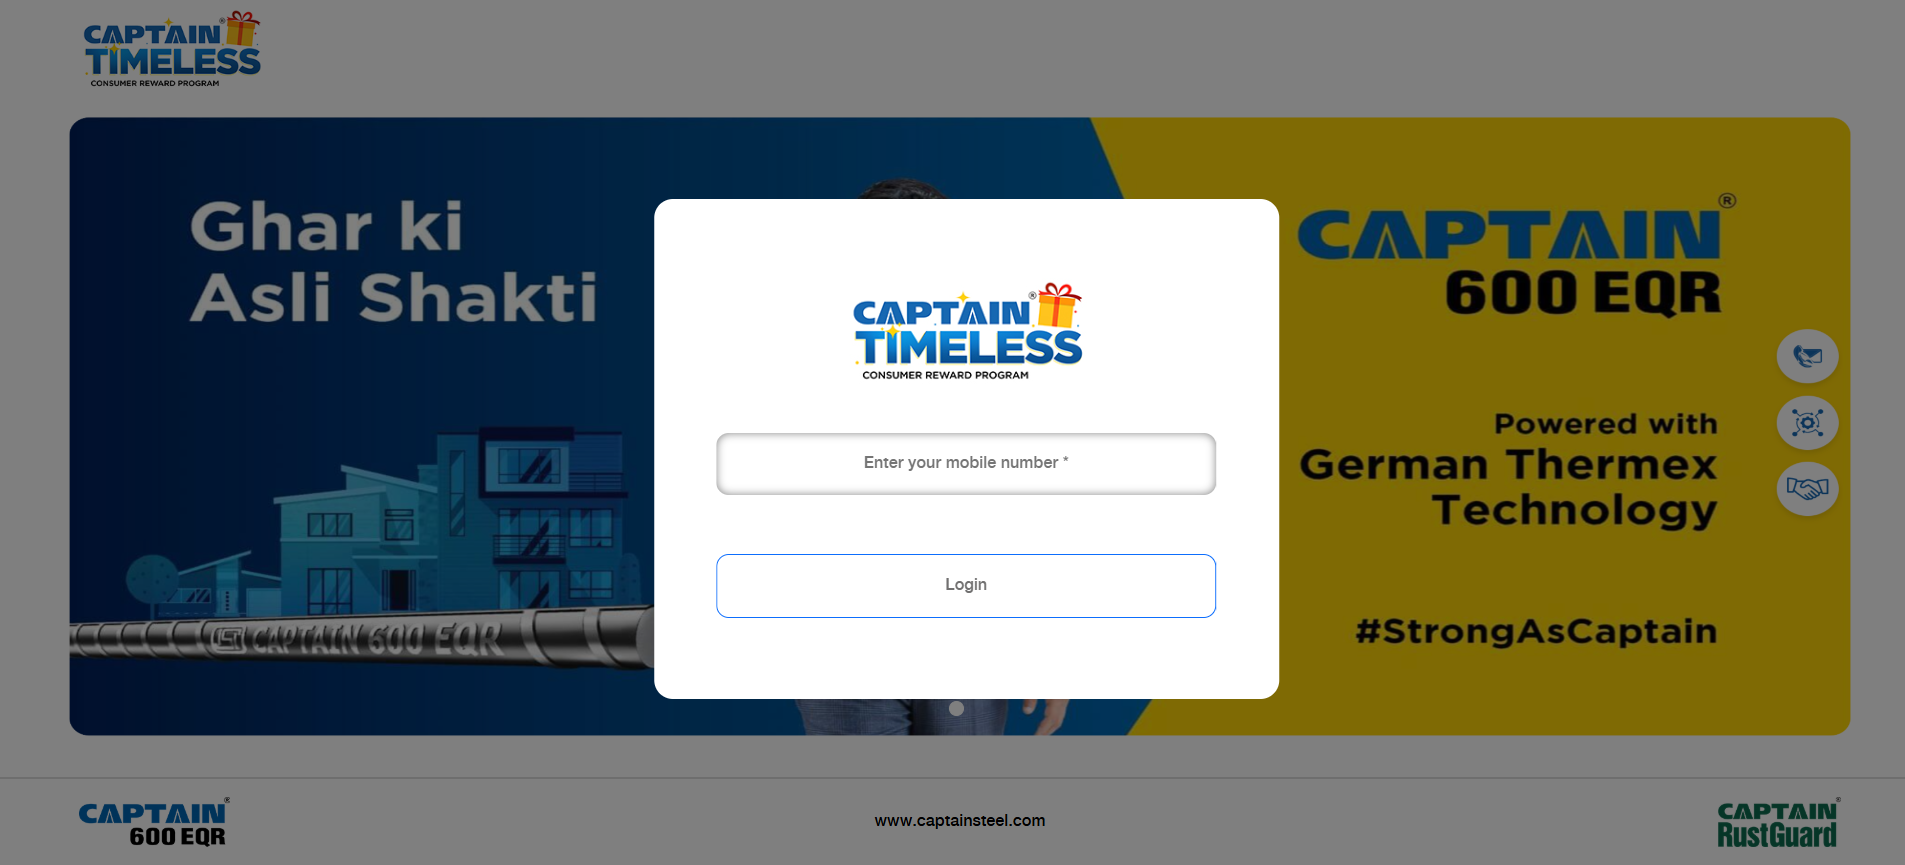 CAPTAIN®
TIMELESS
CONSUMER REWARD PROGRAM
Ghar ki
Asli Shakti
CAPTAIN 600 EQR
CAPTAIN®
TIMELESS
CONSUMER REWARD PROGRAM
Enter your mobile number *
Login
CAPTAIN®
600 EQR
Powered with
German Thermex
Technology
#StrongAsCaptain
CAPTAIN®
600 EQR
www.captainsteel.com
CAPTAIN®
RustGuard